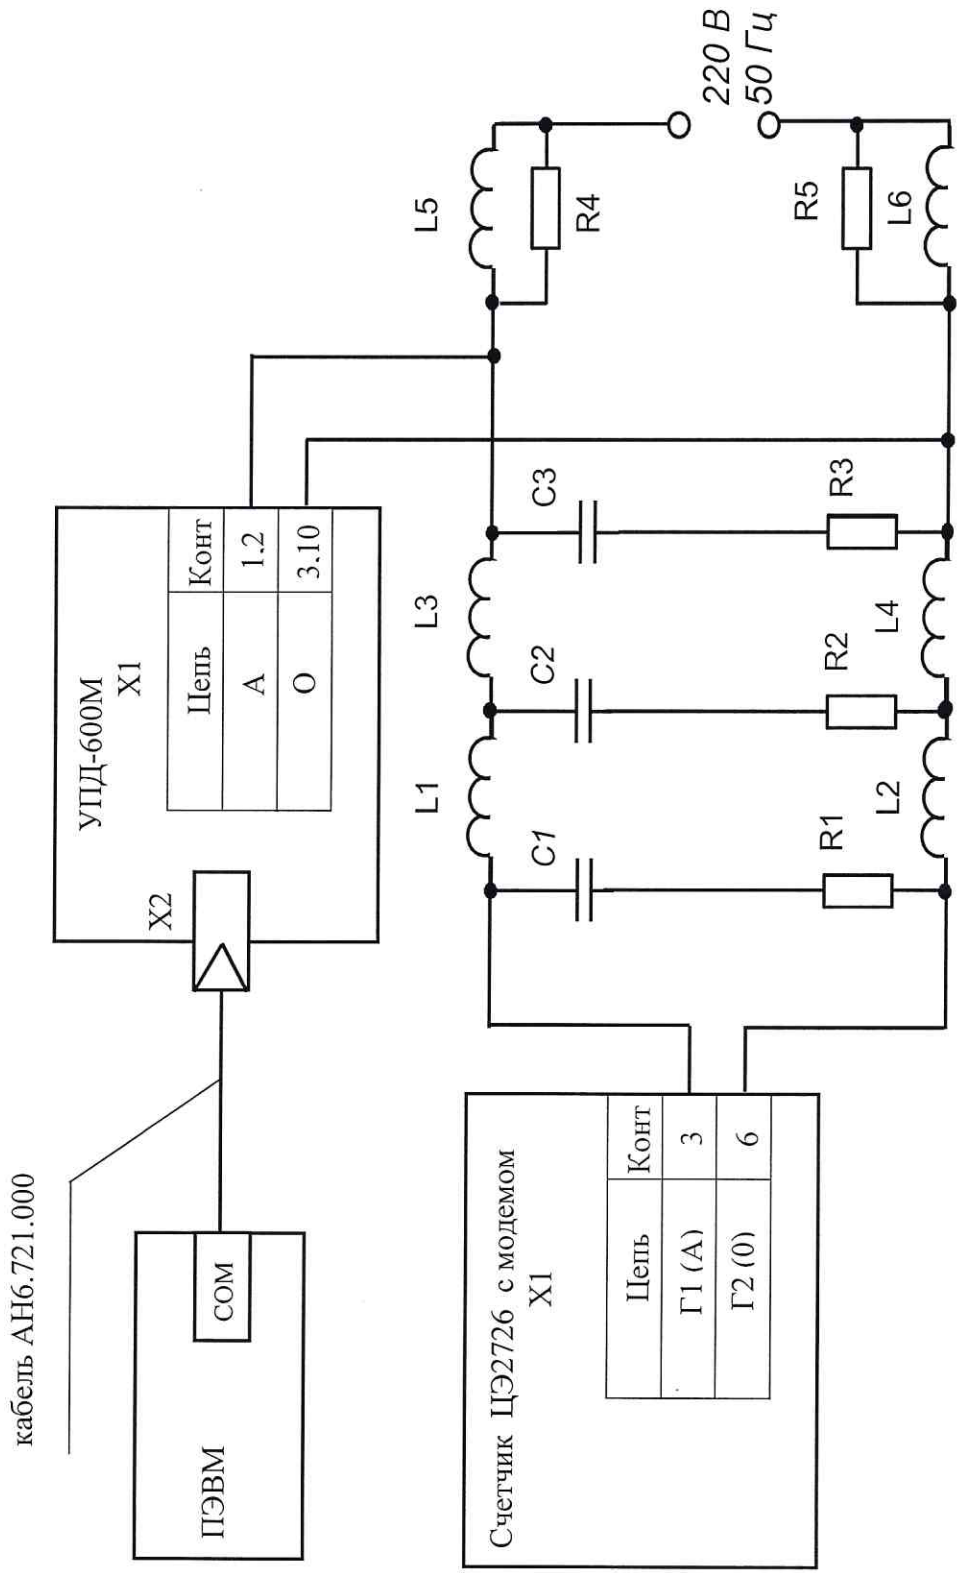 кабель АН6.721.000
ПЭВМ
COM
X2
УПД-600М
X1
Цепь Конт
А 1.2
О 3.10
Счетчик ЦЭ2726 с модемом
X1
Цепь Конт
Г1 (А) 3
Г2 (0) 6
L1
L3
L5
C1
C2
C3
R4
R1
R2
R3
R5
L2
L4
L6
220 В
50 Гц